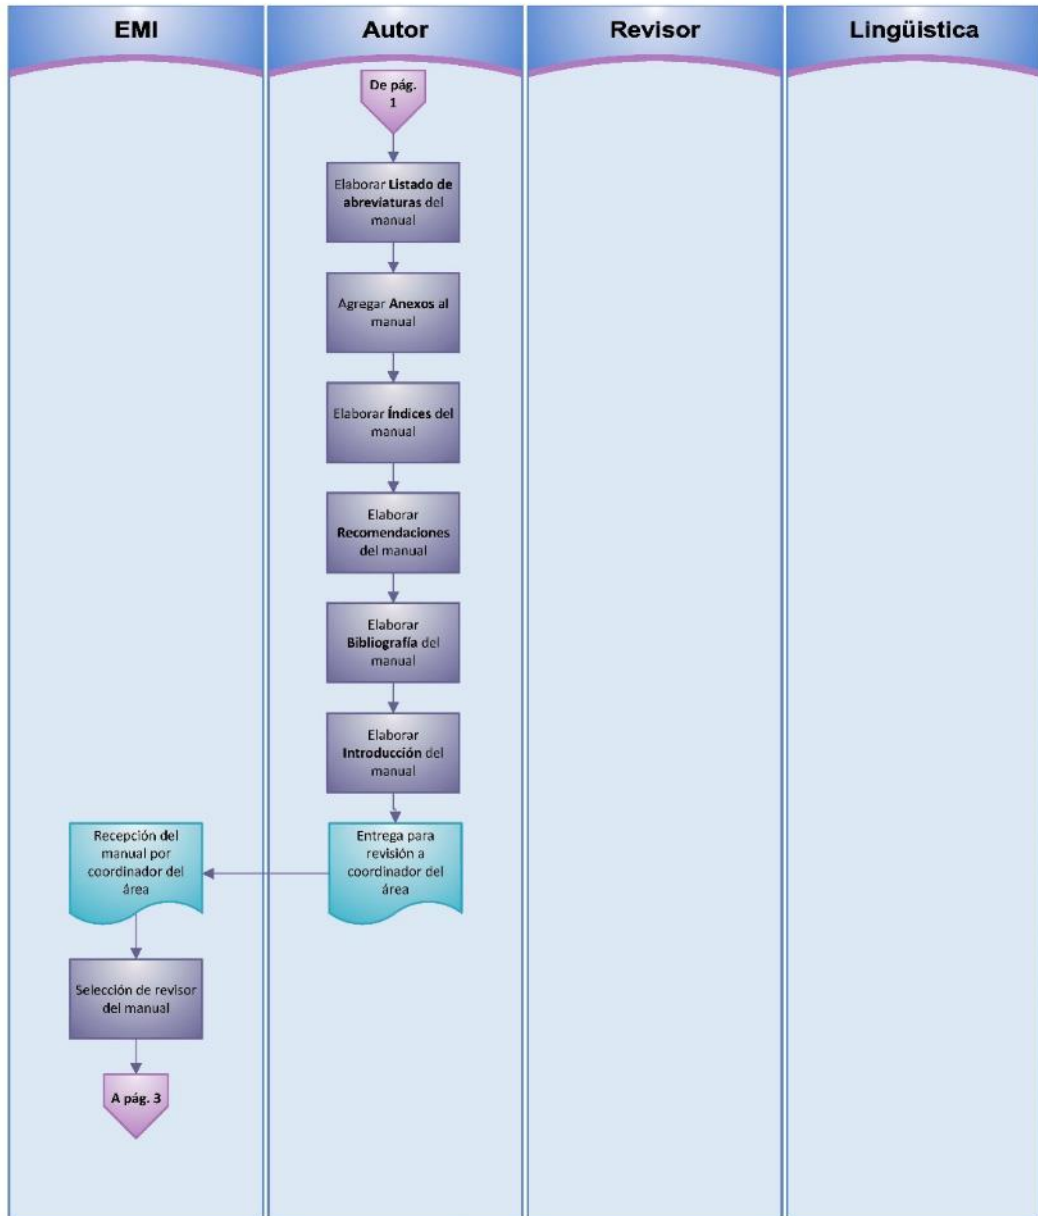 EMI
Autor
Revisor
Lingüistica
De pág.
1
Elaborar Listado de
abreviaturas del
manual
Agregar Anexos al
manual
Elaborar Índices del
manual
Elaborar
Recomendaciones
del manual
Elaborar
Bibliografía del
manual
Elaborar
Introducción del
manual
Entrega para
revisión a
coordinador del
área
Recepción del
manual por
coordinador del
área
Selección de revisor
del manual
A pág. 3